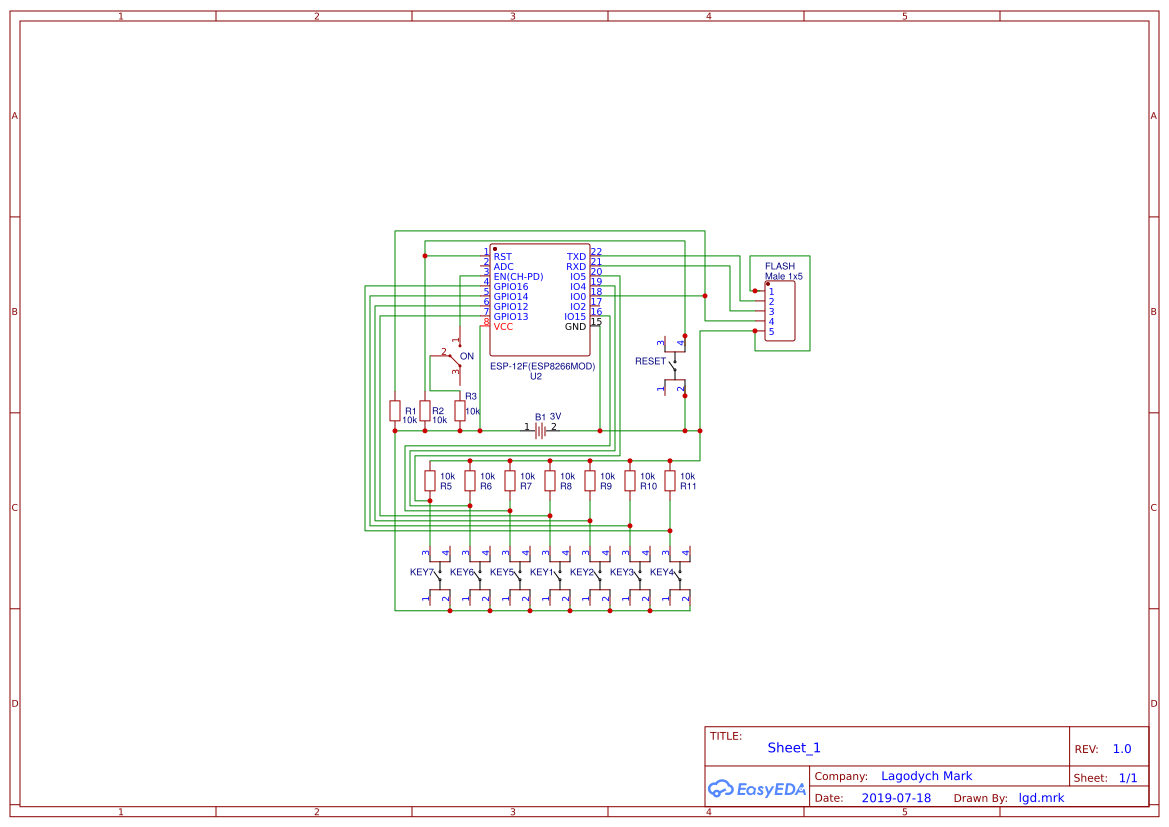 1 2 3 4 5
A A
FLASH
Male 1x5
1
2
3
4
5
1 RST TXD 22
2 ADC RXD 21
3 EN(CH-PD) IO5 20
4 GPIO16 IO4 19
5 GPIO14 IO0 18
6 GPIO12 IO2 17
7 GPIO13 IO15 16
8 VCC GND 15
B B
ESP-12F(ESP8266MOD)
U2
1
2 ON
3
3 4
RESET
1 2
R1
10k
R2
10k
R3
10k
B1 3V
1 2
10k 10k 10k 10k 10k 10k 10k
R5 R6 R7 R8 R9 R10 R11
C C
3 4 3 4 3 4 3 4 3 4 3 4 3 4
KEY7 KEY6 KEY5 KEY1 KEY2 KEY3 KEY4
1 2 1 2 1 2 1 2 1 2 1 2 1 2
D D
TITLE:
Sheet_1
REV: 1.0
EasyEDA
Company: Lagodych Mark
Sheet: 1/1
Date: 2019-07-18 Drawn By: lgd.mrk
1 2 3 4 5